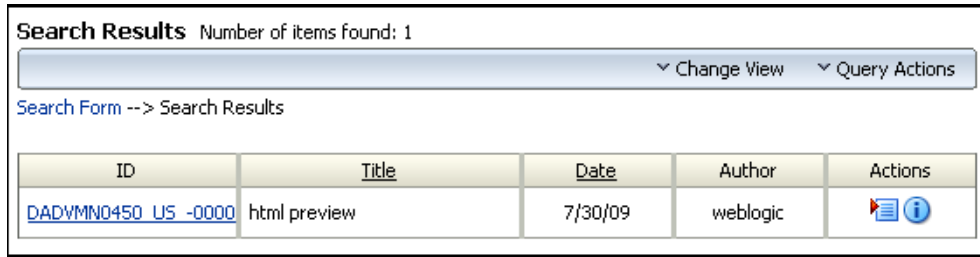 Search Results Number of items found: 1
Change View Query Actions
Search Form --> Search Results
ID Title Date Author Actions
DADVMN0450_US_-0000 html preview 7/30/09 weblogic